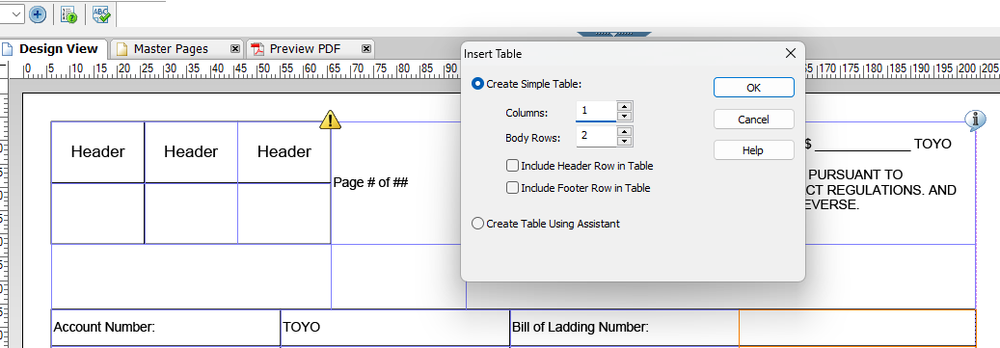 ABC
Design View Master Pages Preview PDF
0 5 10 15 20 25 30 35 40 45 50 55 60 65 70 75 80 85 90 170 175 180 185 190 195 200 205
Insert Table
Create Simple Table:
Columns: 1
Body Rows: 2
Include Header Row in Table
Include Footer Row in Table
Create Table Using Assistant
OK
Cancel
Help
Header Header Header
Page # of ##
$ _____________ TOYO
PURSUANT TO
CT REGULATIONS. AND
EVERSE.
Account Number: TOYO Bill of Ladding Number: